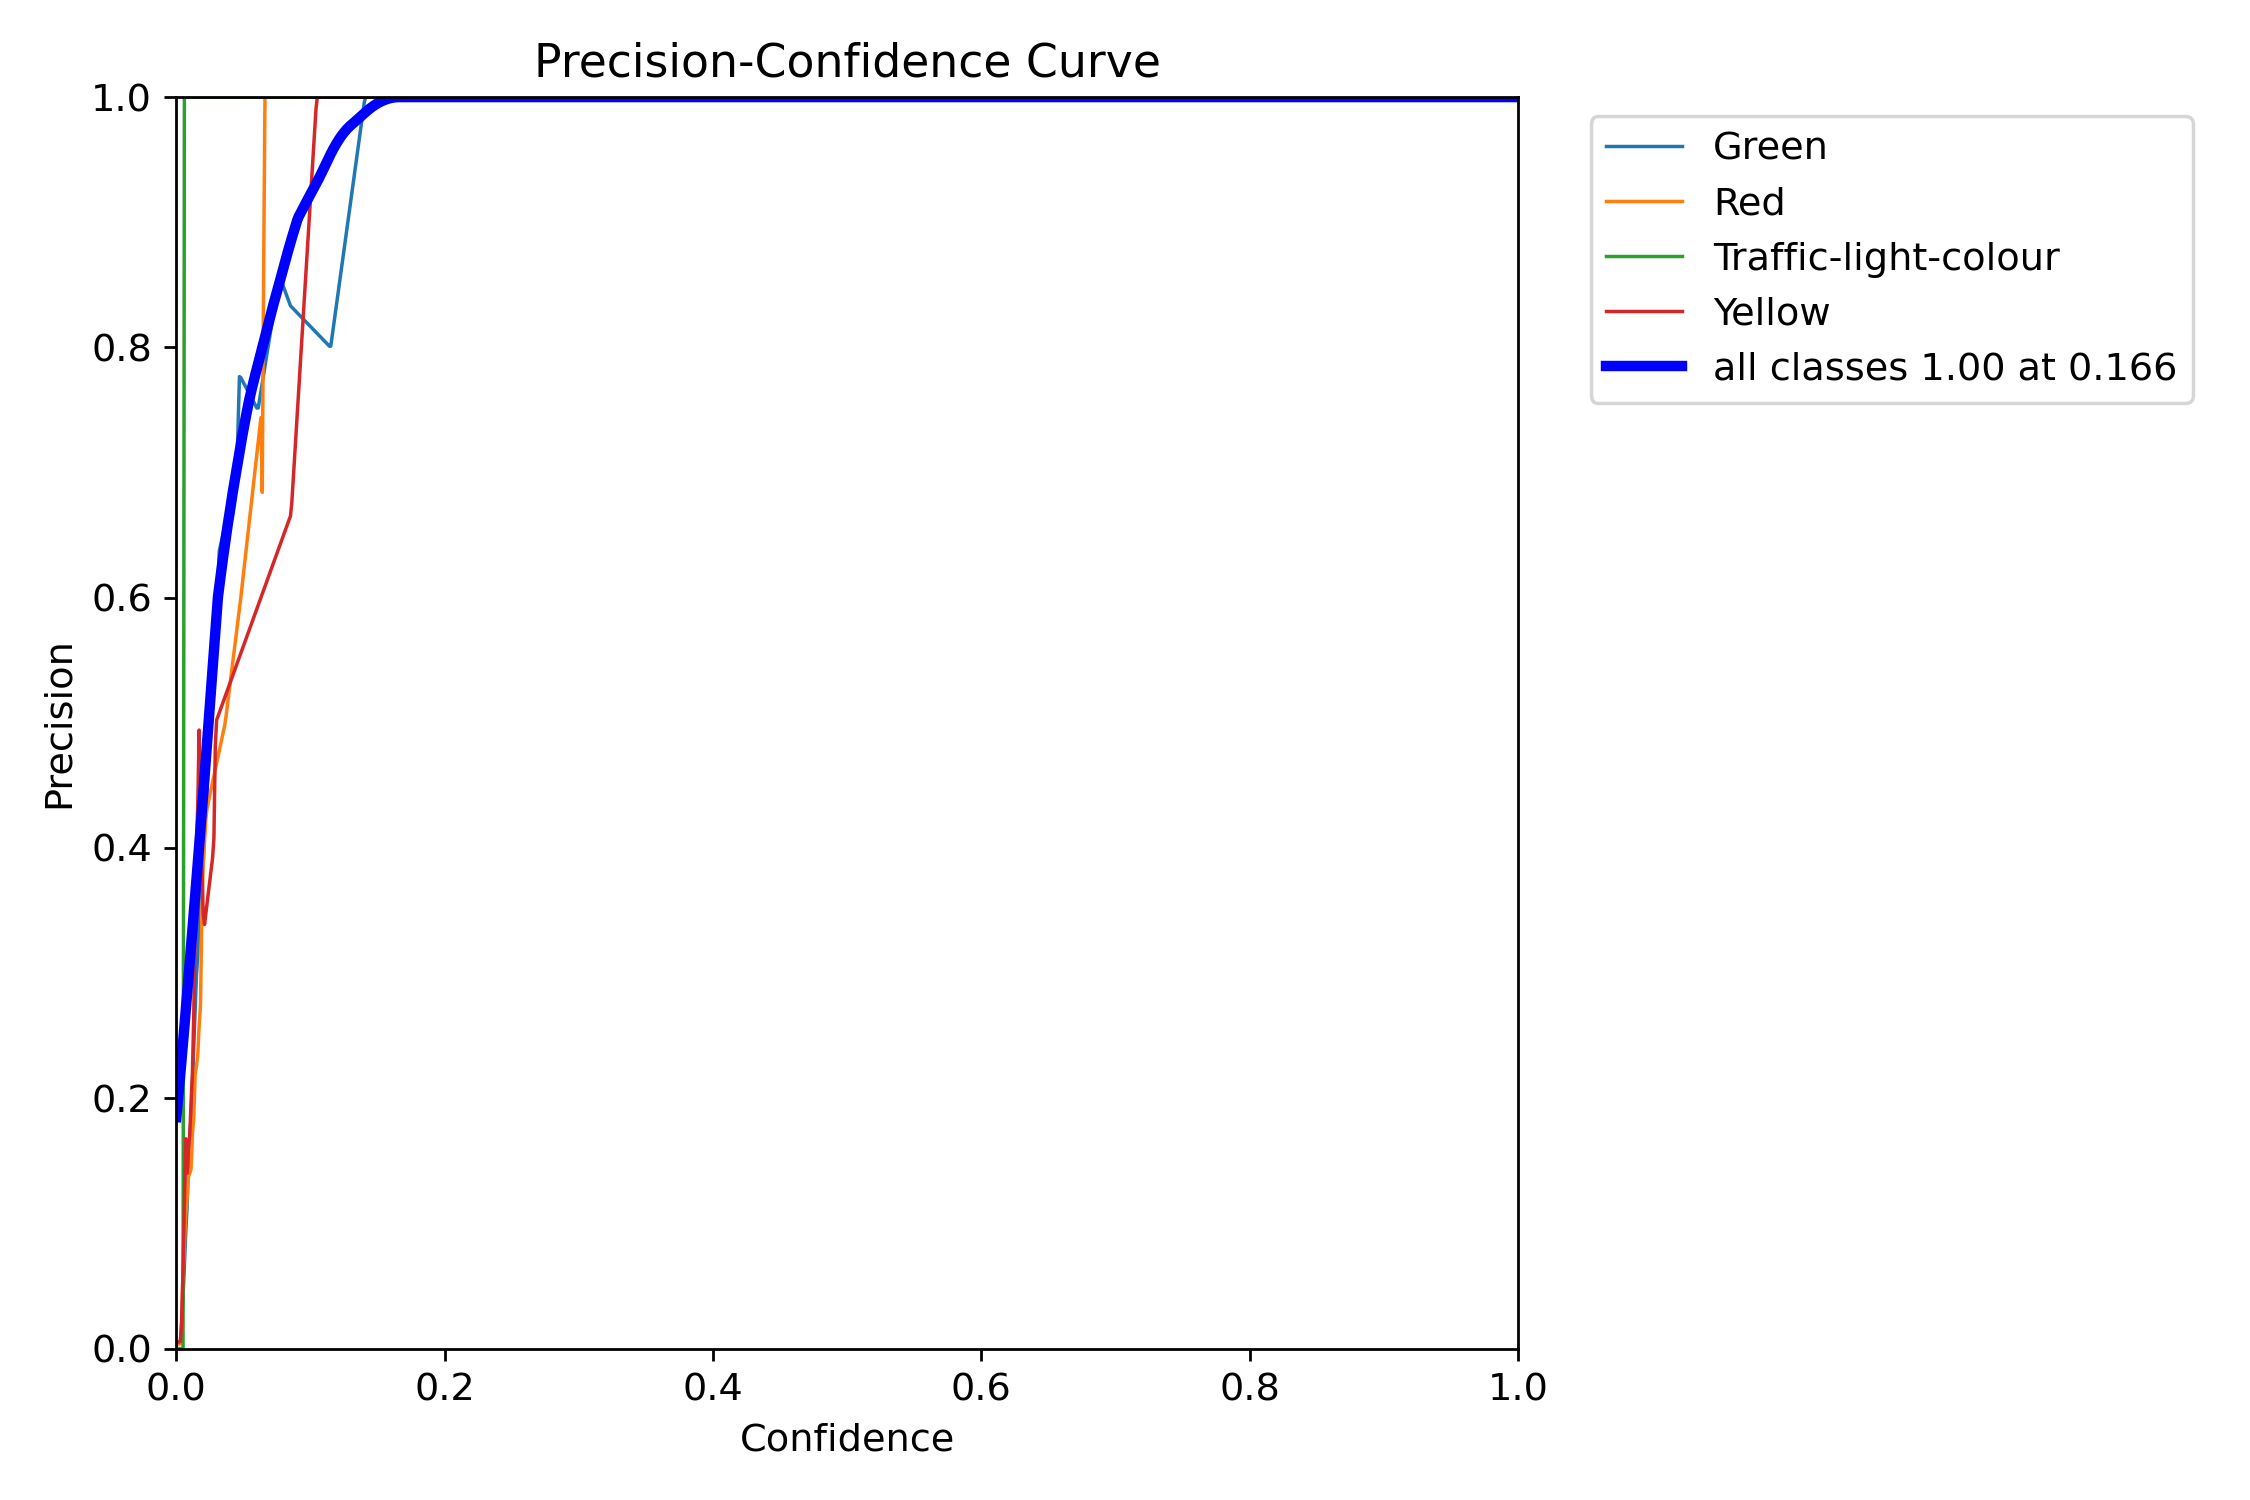 Precision-Confidence Curve
1.0
0.8
0.6
0.4
0.2
0.0
Precision
0.0 0.2 0.4 0.6 0.8 1.0
Confidence
Green
Red
Traffic-light-colour
Yellow
all classes 1.00 at 0.166